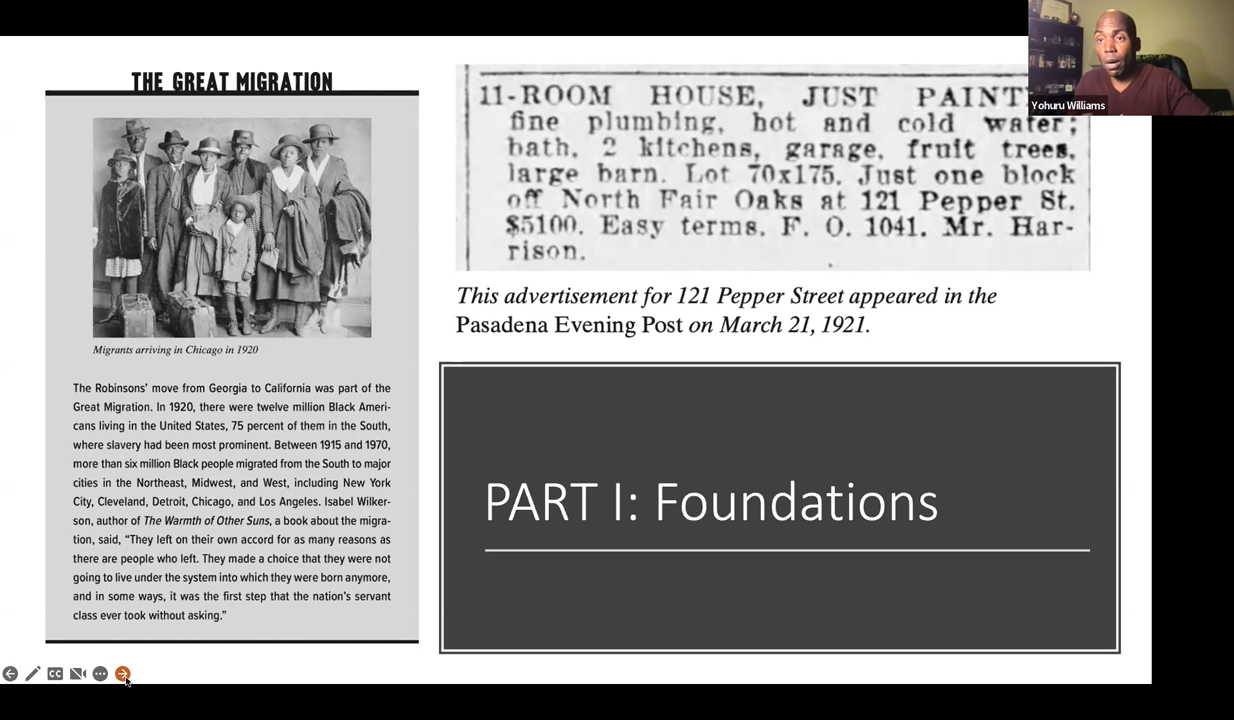 THE GREAT MIGRATION
Migrants arriving in Chicago in 1920
The Robinsons' move from Georgia to California was part of the
Great Migration. In 1920, there were twelve million Black Ameri-
cans living in the United States, 75 percent of them in the South,
where slavery had been most prominent. Between 1915 and 1970,
more than six million Black people migrated from the South to major
cities in the Northeast, Midwest, and West, including New York
City, Cleveland, Detroit, Chicago, and Los Angeles. Isabel Wilker-
son, author of The Warmth of Other Suns, a book about the migra-
tion, said, “They left on their own accord for as many reasons as
there are people who left. They made a choice that they were not
going to live under the system into which they were born anymore,
and in some ways, it was the first step that the nation's servant
class ever took without asking.”
11-ROOM HOUSE, JUST PAINT
fine plumbing, hot and cold water;
bath, 2 kitchens, garage, fruit trees,
large barn. Lot 70x175. Just one block
off North Fair Oaks at 121 Pepper St.
$5100. Easy terms. F. O. 1041. Mr. Har-
rison.
This advertisement for 121 Pepper Street appeared in the
Pasadena Evening Post on March 21, 1921.
PART I: Foundations
Yohuru Williams
CC